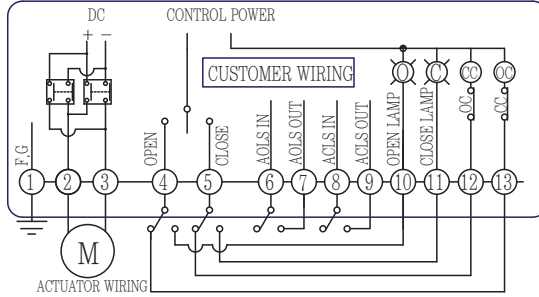 DC
CONTROL POWER
+ −
O C CC OC
CUSTOMER WIRING
OC CC
F.G
OPEN
CLOSE
AOLS IN
AOLS OUT
ACLS IN
ACLS OUT
OPEN LAMP
CLOSE LAMP
1 2 3 4 5 6 7 8 9 10 11 12 13
M
ACTUATOR WIRING